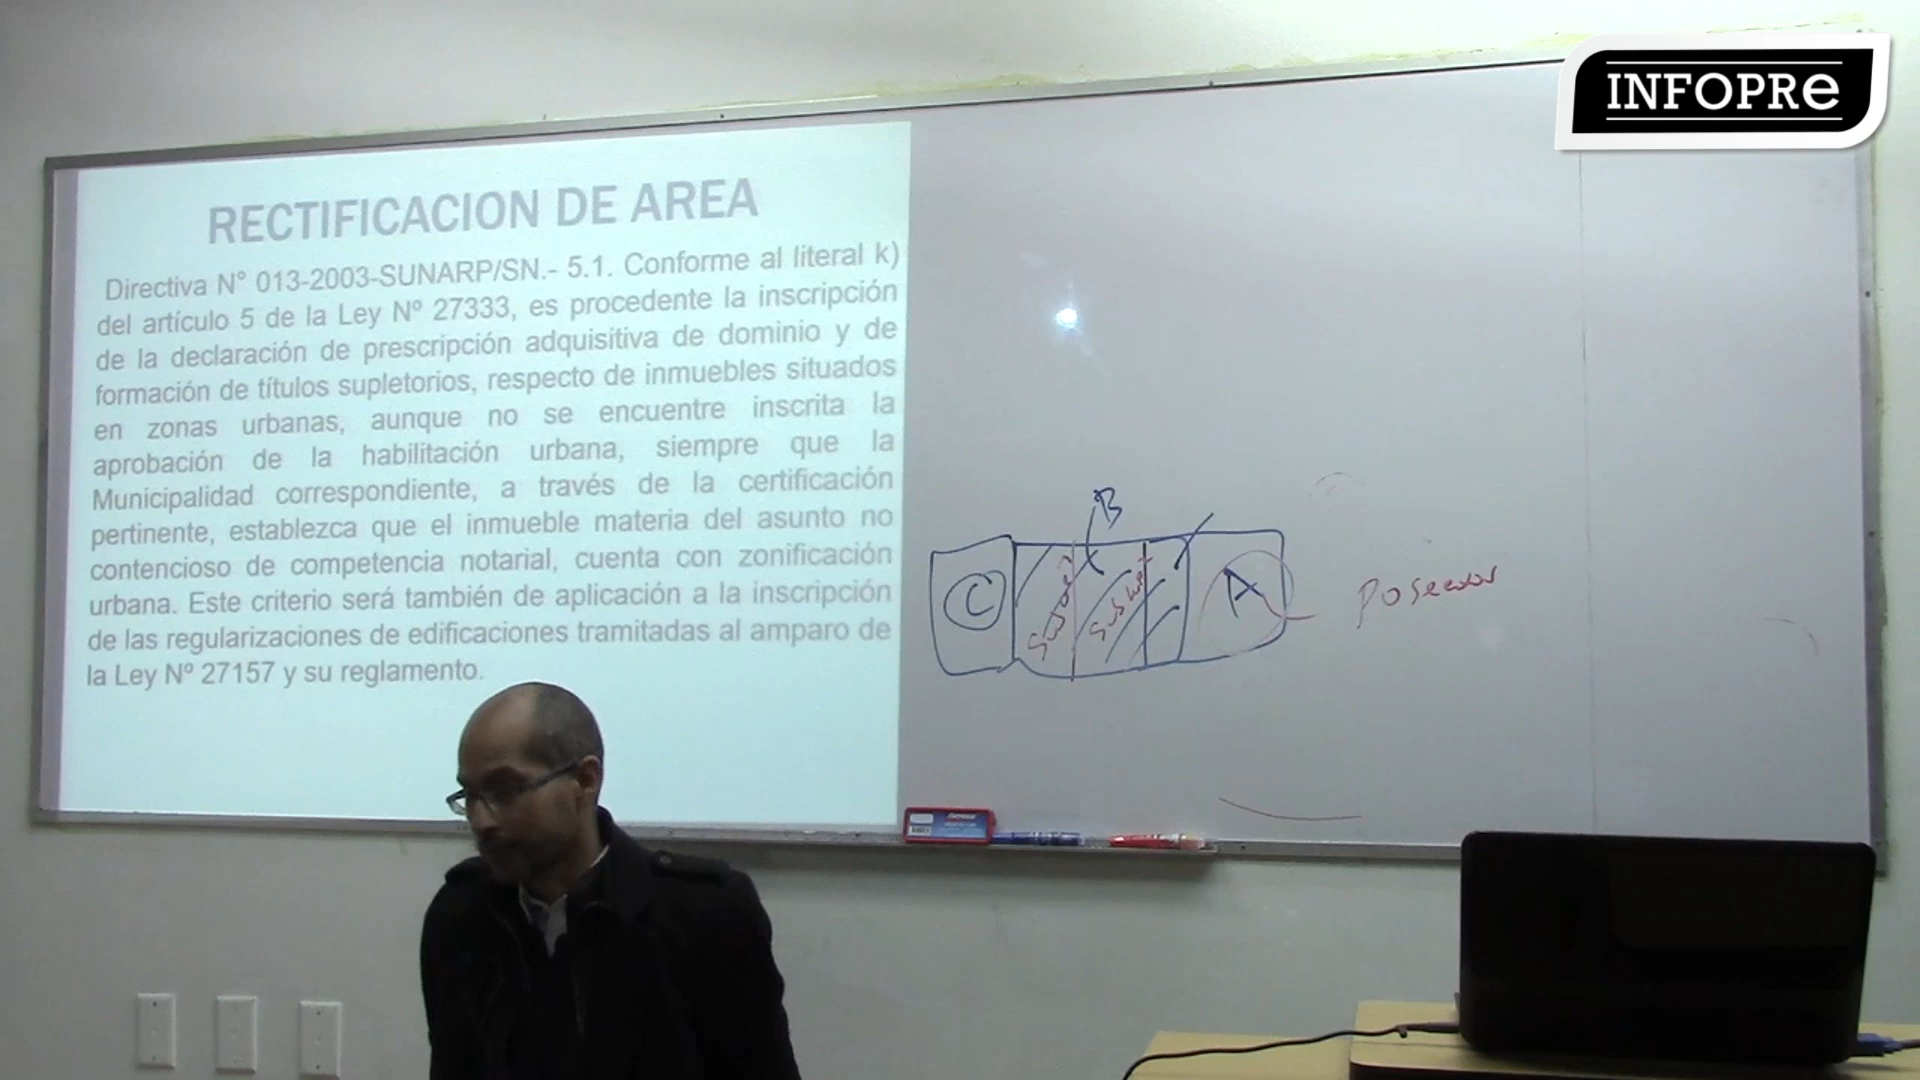 INFOPRe
RECTIFICACION DE AREA
Directiva N° 013-2003-SUNARP/SN.- 5.1. Conforme al literal k)
del artículo 5 de la Ley Nº 27333, es procedente la inscripción
de la declaración de prescripción adquisitiva de dominio y de
formación de títulos supletorios, respecto de inmuebles situados
en zonas urbanas, aunque no se encuentre inscrita la
aprobación de la habilitación urbana, siempre que la
Municipalidad correspondiente, a través de la certificación
pertinente, establezca que el inmueble materia del asunto no
contencioso de competencia notarial, cuenta con zonificación
urbana. Este criterio será también de aplicación a la inscripción
de las regularizaciones de edificaciones tramitadas al amparo de
la Ley Nº 27157 y su reglamento.
B
C
A
Poseedor